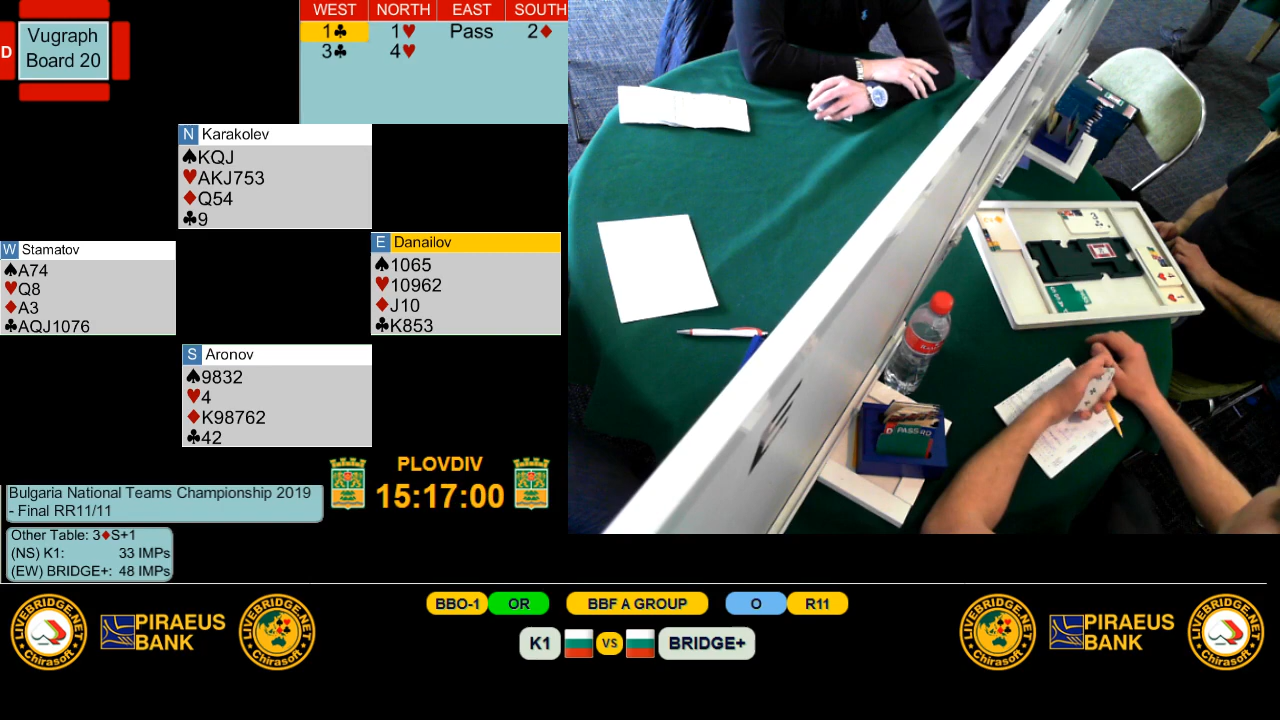 D
Vugraph
Board 20
WEST NORTH EAST SOUTH
1♣ 1♥ Pass 2♦
3♣ 4♥
N Karakolev
♠KQJ
♥AKJ753
♦Q54
♣9
W Stamatov
♠A74
♥Q8
♦A3
♣AQJ1076
E Danailov
♠1065
♥10962
♦J10
♣K853
S Aronov
♠9832
♥4
♦K98762
♣42
PLOVDIV
15:17:00
Bulgaria National Teams Championship 2019
- Final RR11/11
Other Table: 3♦S+1
(NS) K1: 33 IMPs
(EW) BRIDGE+: 48 IMPs
PASS
LIVEBRIDGE.NET
Chirasoft
PIRAEUS
BANK
LIVEBRIDGE.NET
Chirasoft
BBO-1 OR BBF A GROUP O R11
K1 VS BRIDGE+
LIVEBRIDGE.NET
Chirasoft
PIRAEUS
BANK
LIVEBRIDGE.NET
Chirasoft